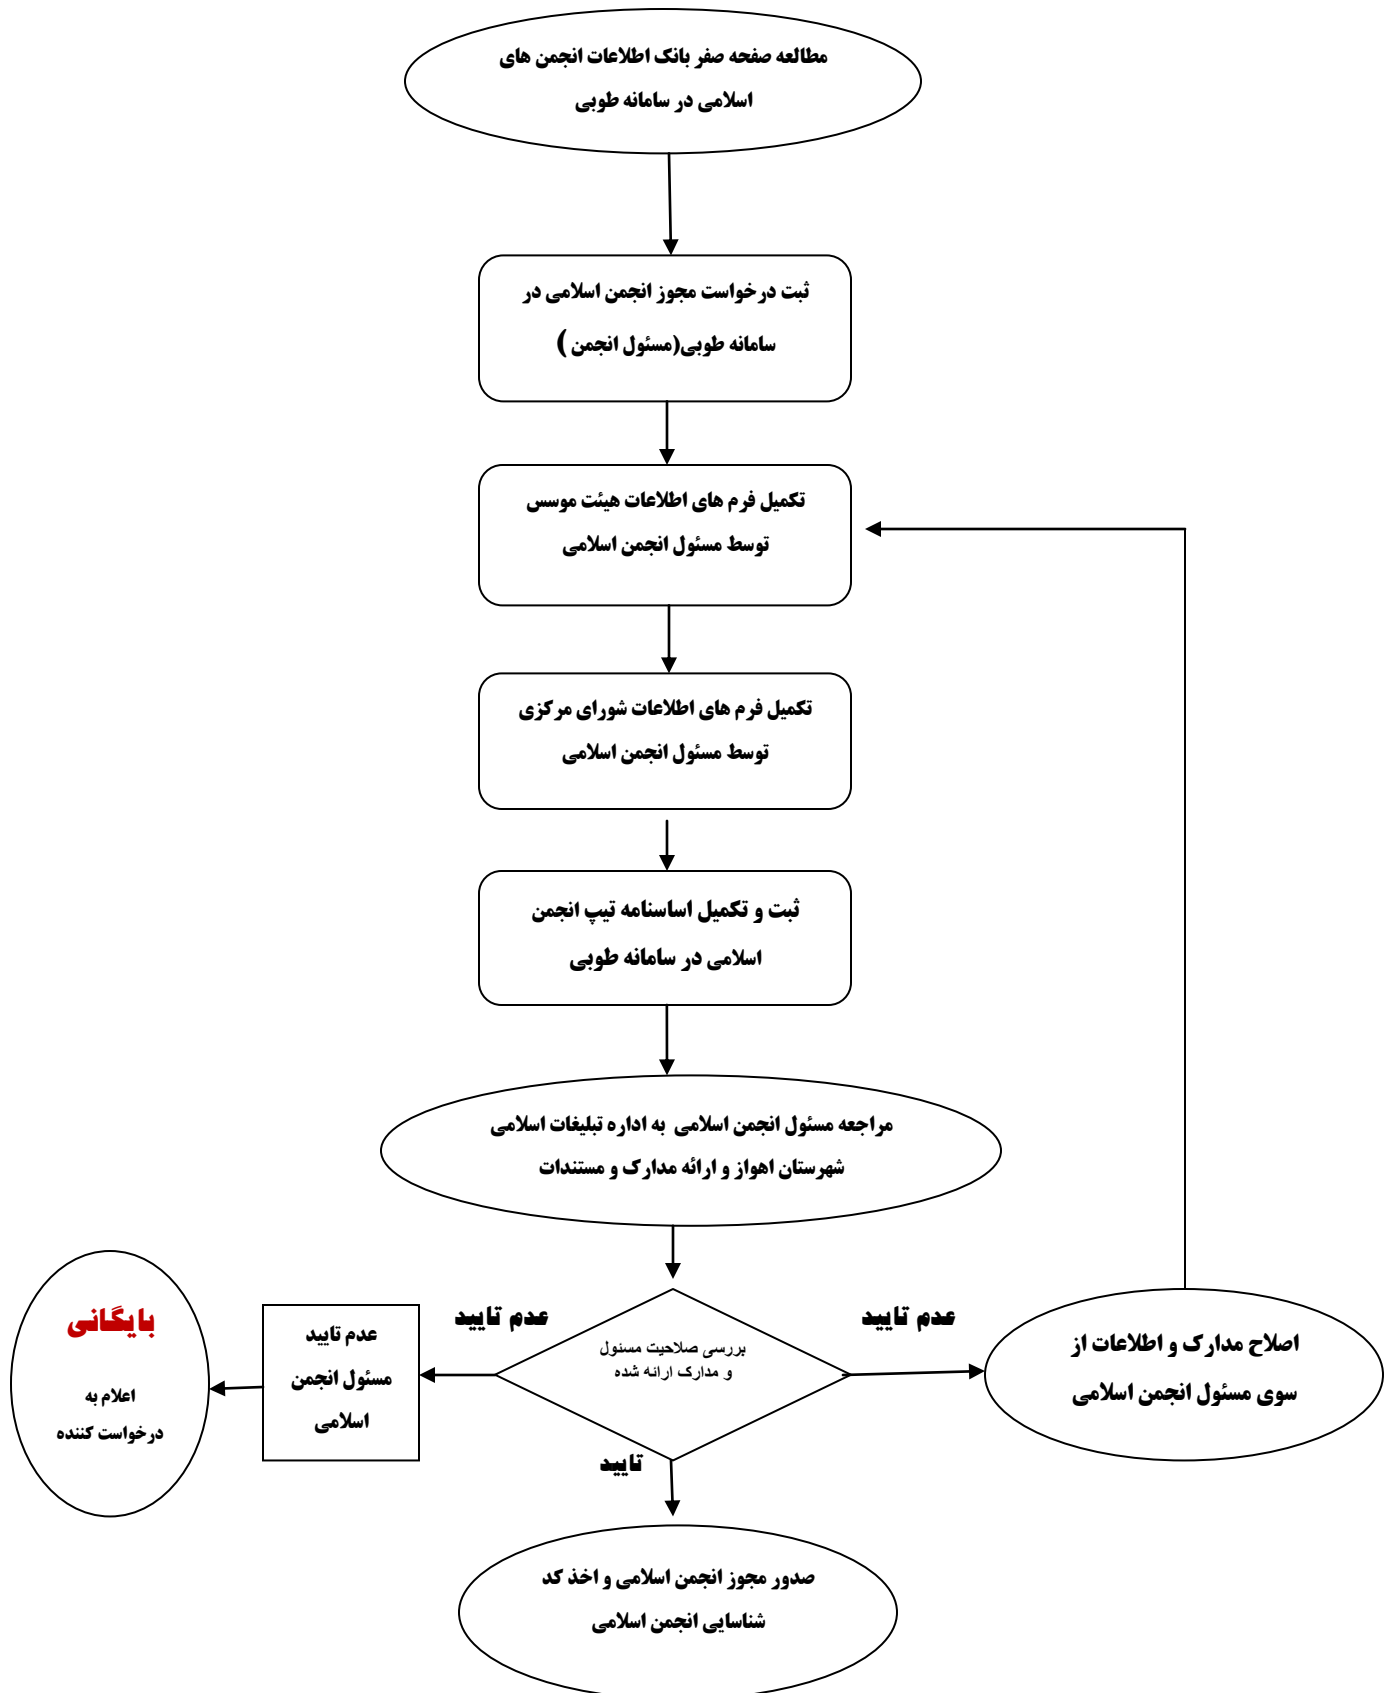 مطالعه صفحه صفر بانک اطلاعات انجمن های
اسلامی در سامانه طوبی
ثبت درخواست مجوز انجمن اسلامی در
سامانه طوبی(مسئول انجمن )
تکمیل فرم های اطلاعات هیئت موسس
توسط مسئول انجمن اسلامی
تکمیل فرم های اطلاعات شورای مرکزی
توسط مسئول انجمن اسلامی
ثبت و تکمیل اساسنامه تیپ انجمن
اسلامی در سامانه طوبی
مراجعه مسئول انجمن اسلامی به اداره تبلیغات اسلامی
شهرستان اهواز و ارائه مدارک و مستندات
بررسی صلاحیت مسئول
و مدارک ارائه شده
عدم تایید
اصلاح مدارک و اطلاعات از
سوی مسئول انجمن اسلامی
عدم تایید
عدم تایید
مسئول انجمن
اسلامی
بایگانی
اعلام به
درخواست کننده
تایید
صدور مجوز انجمن اسلامی و اخذ کد
شناسایی انجمن اسلامی